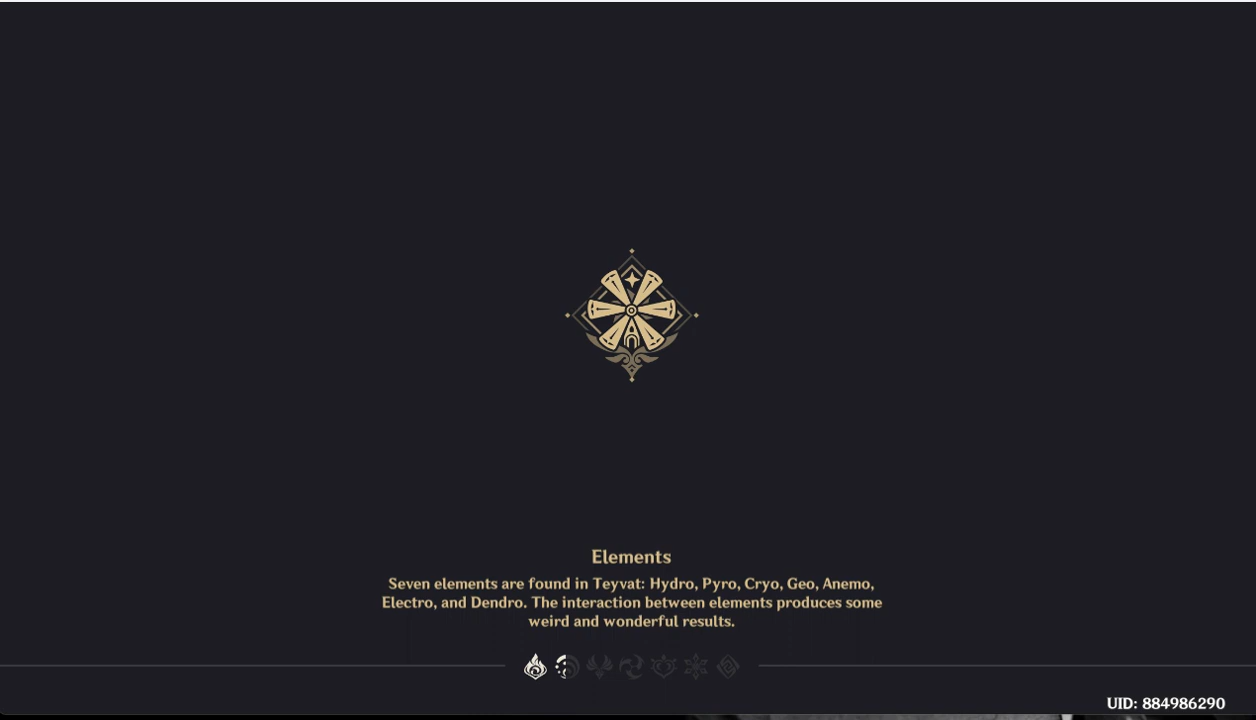 Elements
Seven elements are found in Teyvat: Hydro, Pyro, Cryo, Geo, Anemo,
Electro, and Dendro. The interaction between elements produces some
weird and wonderful results.
UID: 884986290